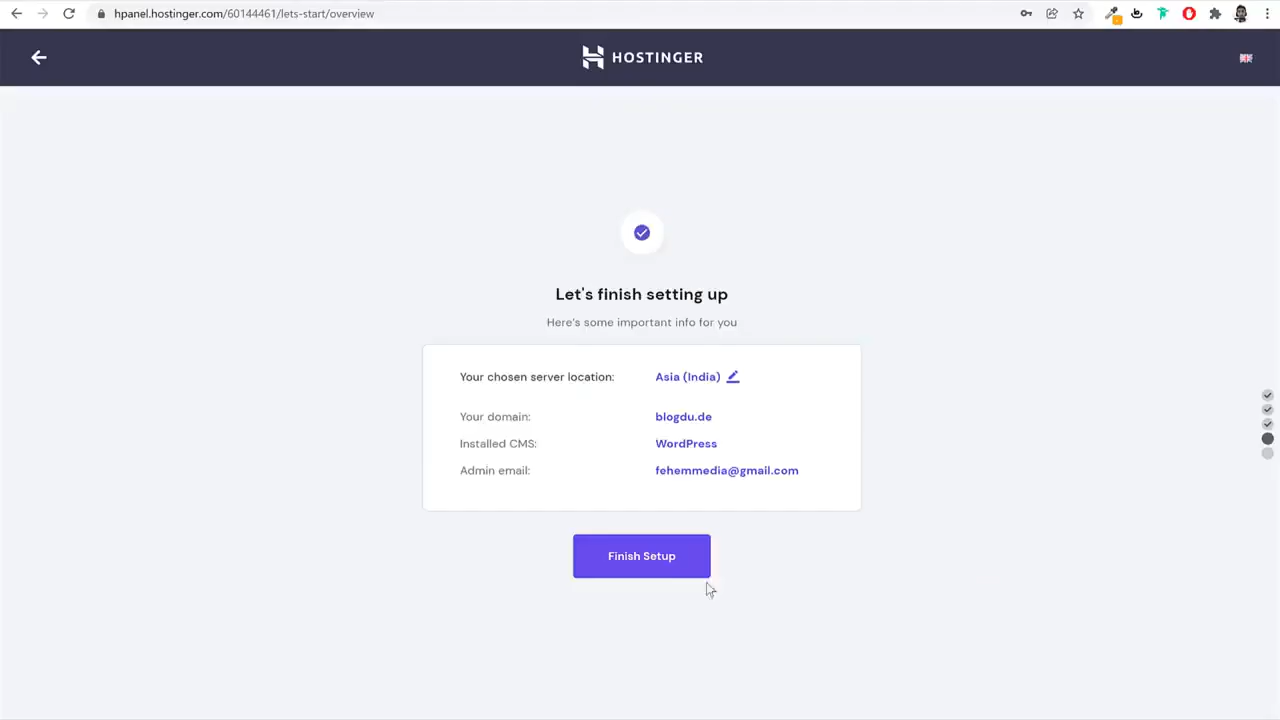 hpanel.hostinger.com/60144461/lets-start/overview
HOSTINGER
Let's finish setting up
Here's some important info for you
Your chosen server location: Asia (India)
Your domain: blogdu.de
Installed CMS: WordPress
Admin email: fehemmedia@gmail.com
Finish Setup